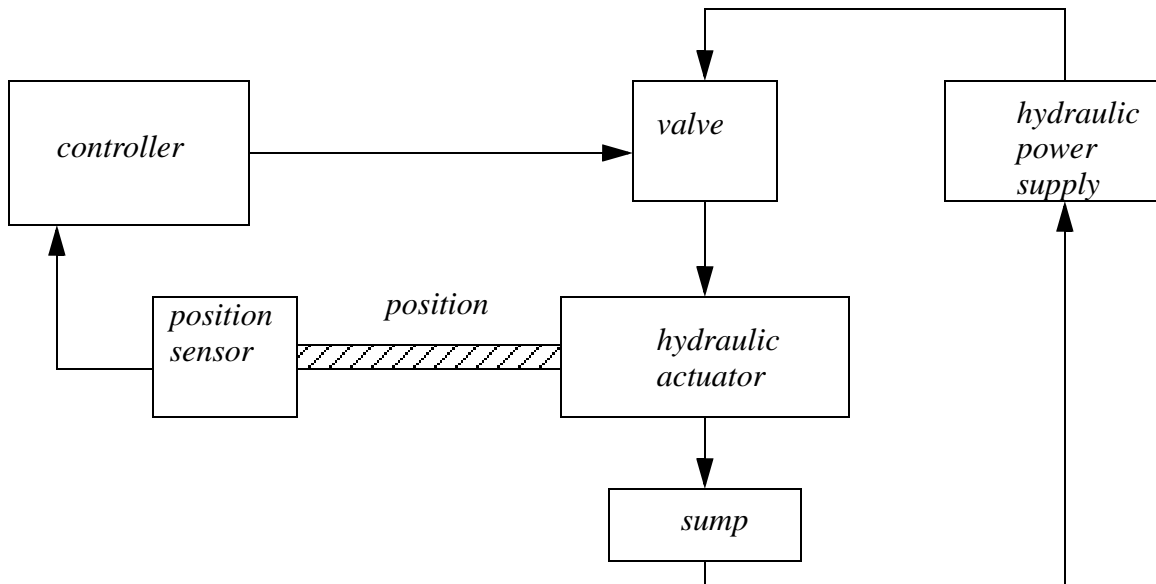 controller
valve
hydraulic
power
supply
position
sensor
position
hydraulic
actuator
sump